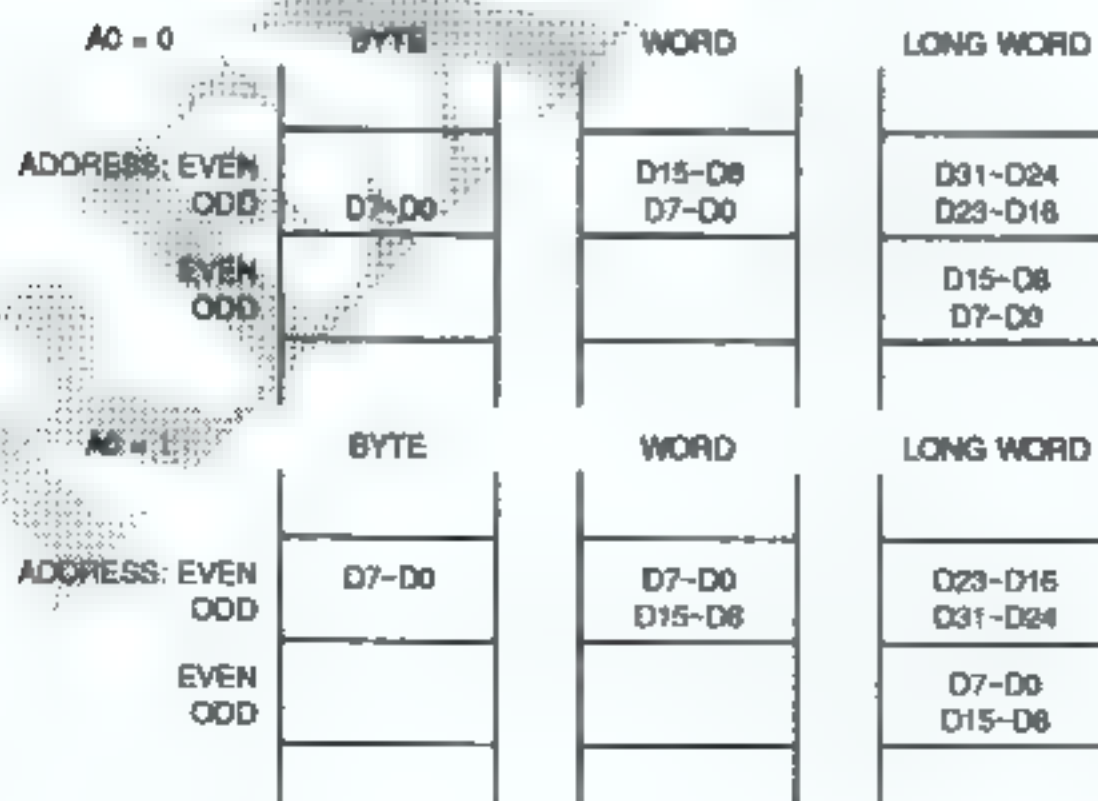 A0 = 0 BYTE WORD LONG WORD
ADDRESS: EVEN D15~D8 D31~D24
ODD D7~D0 D7~D0 D23~D16
EVEN D15~D8
ODD D7~D0
A0 = 1 BYTE WORD LONG WORD
ADDRESS: EVEN D7~D0 D7~D0 D23~D16
ODD D15~D8 D31~D24
EVEN D7~D0
ODD D15~D8